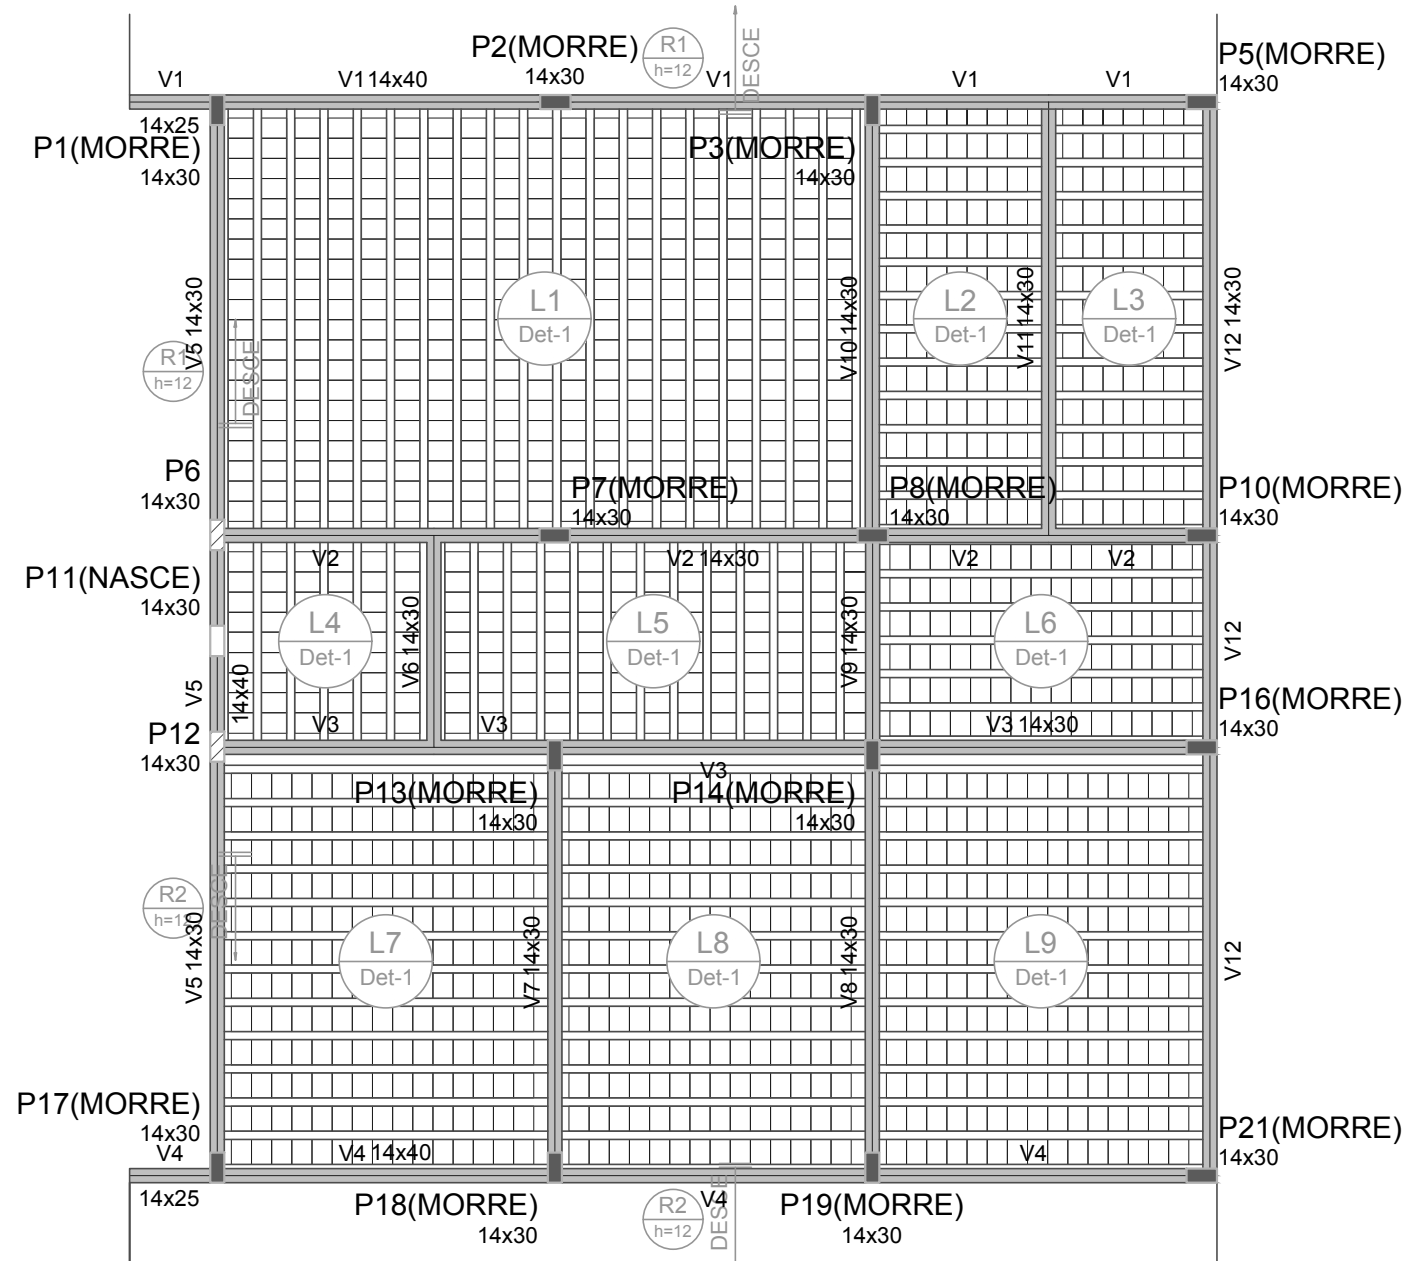 P2(MORRE)
14x30
R1
h=12
DESCE
P5(MORRE)
14x30
V1
V1 14x40
V1
V1
V1
14x25
P1(MORRE)
14x30
P3(MORRE)
14x30
L1
Det-1
L2
Det-1
L3
Det-1
V5 14x30
V10 14x30
V11 14x30
V12 14x30
R1
h=12
DESCE
P6
14x30
P7(MORRE)
14x30
P8(MORRE)
14x30
P10(MORRE)
14x30
V2
V2 14x30
V2
V2
P11(NASCE)
14x30
L4
Det-1
V6 14x30
L5
Det-1
V9 14x30
L6
Det-1
V12
V5
14x40
P16(MORRE)
14x30
V3
V3
V3 14x30
P12
14x30
V3
P13(MORRE)
14x30
P14(MORRE)
14x30
DESCE
R2
h=12
V5 14x30
L7
Det-1
V7 14x30
L8
Det-1
V8 14x30
L9
Det-1
V12
P17(MORRE)
14x30
V4
V4 14x40
V4
P21(MORRE)
14x30
14x25
P18(MORRE)
14x30
R2
h=12
V4
DESCE
P19(MORRE)
14x30